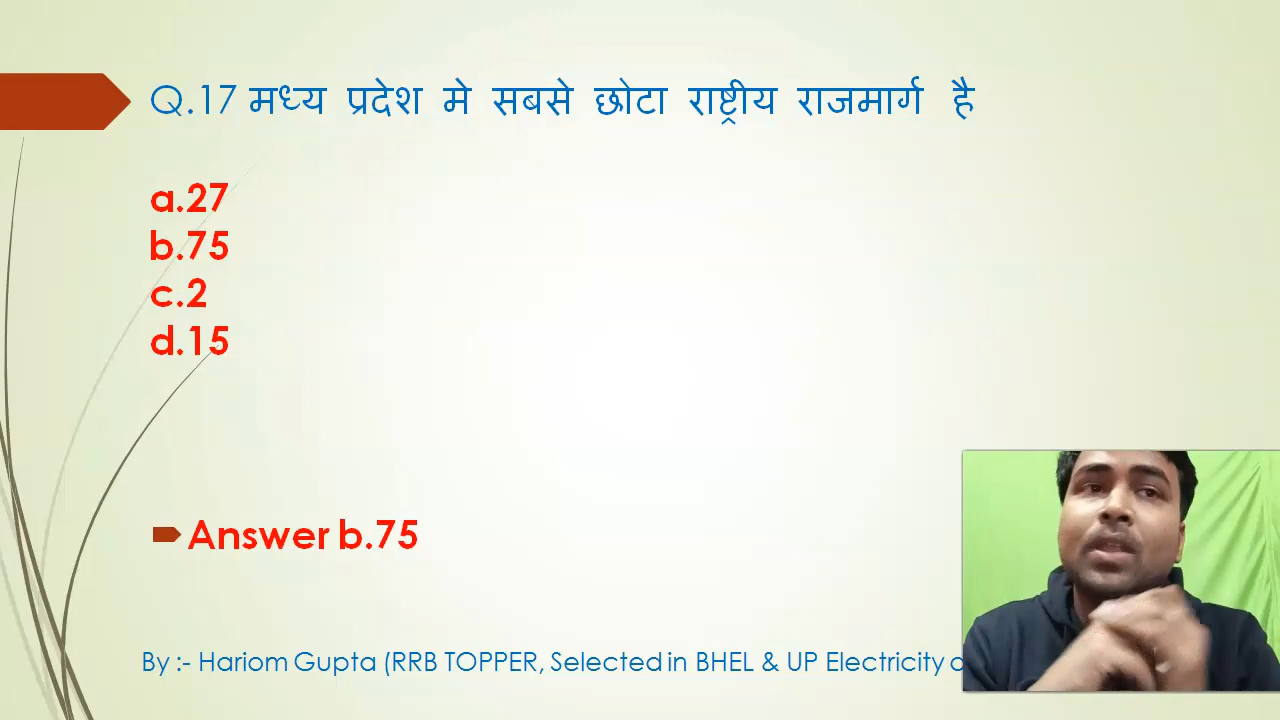 Q.17 मध्य प्रदेश मे सबसे छोटा राष्ट्रीय राजमार्ग है
a.27
b.75
c.2
d.15
Answer b.75
By :- Hariom Gupta (RRB TOPPER, Selected in BHEL & UP Electricity